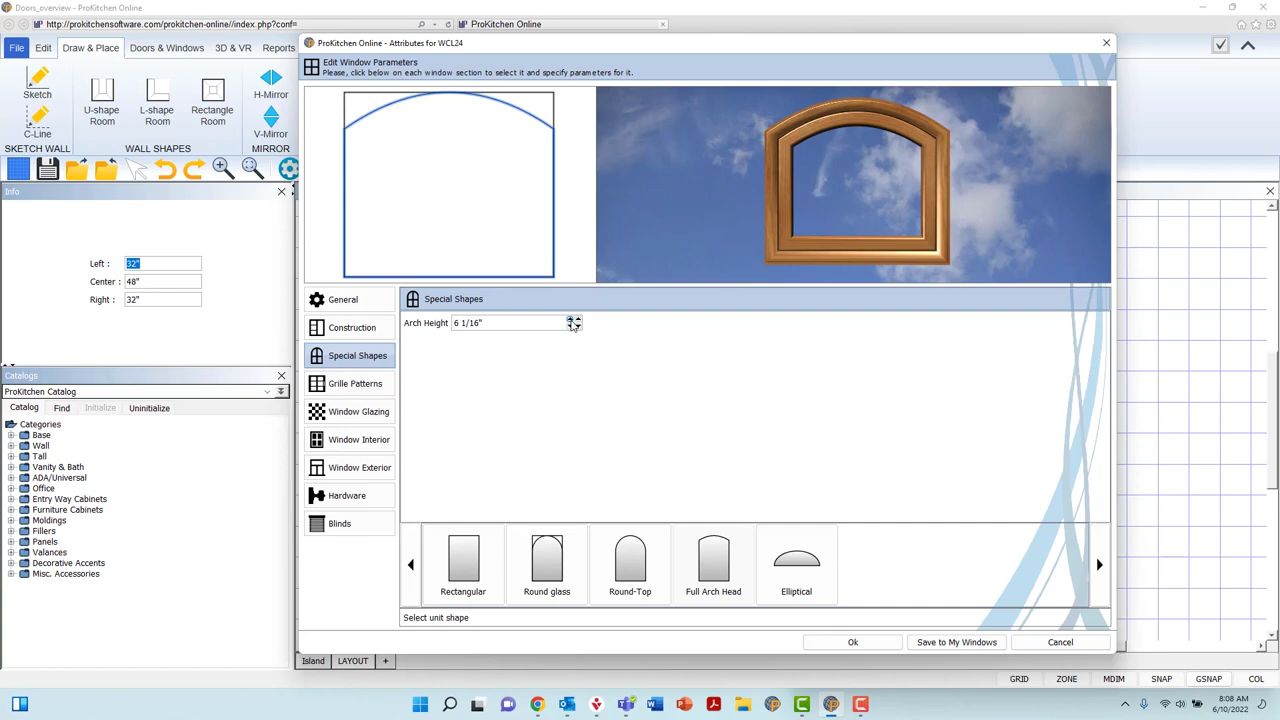 Doors_overview
http://prokitchensoftware.com/prokitchen-online//index.php?conf=
ProKitchen Online
File
Edit
Draw & Place
Doors & Windows
3D & VR
Reports
Sketch
C-Line
SKETCH WALL
U-shape Room
L-shape Room
Rectangle Room
WALL SHAPES
H-Mirror
V-Mirror
MIRROR
Info
Left :
32"
Center :
48"
Right :
32"
Catalogs
ProKitchen Catalog
Catalog
Find
Initialize
Uninitialize
Categories
Base
Wall
Tall
Vanity & Bath
ADA/Universal
Office
Entry Way Cabinets
Furniture Cabinets
Moldings
Fillers
Panels
Valances
Decorative Accents
Misc. Accessories
ProKitchen Online - Attributes for WCL24
Edit Window Parameters
Please, click below on each window section to select it and specify parameters for it.
General
Construction
Special Shapes
Grille Patterns
Window Glazing
Window Interior
Window Exterior
Hardware
Blinds
Special Shapes
Arch Height
6 1/16"
Rectangular
Round glass
Round-Top
Full Arch Head
Elliptical
Select unit shape
Ok
Save to My Windows
Cancel
Island
LAYOUT
+
GRID
ZONE
MDIM
SNAP
GSNAP
COL
8:08 AM
6/10/2022